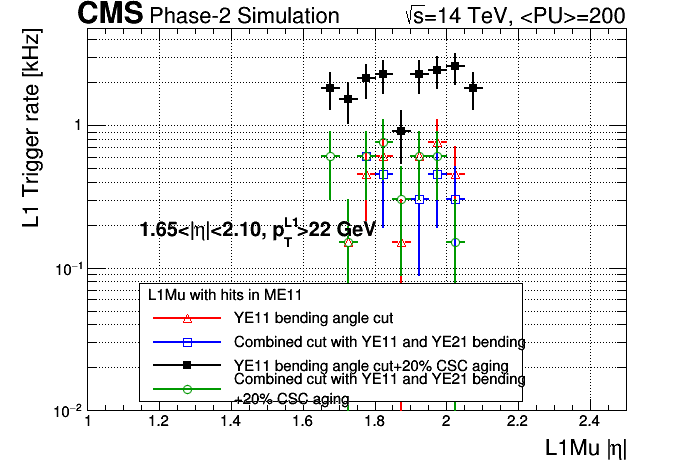 CMS Phase-2 Simulation √s=14 TeV, <PU>=200
L1 Trigger rate [kHz]
1
10⁻¹
10⁻²
1.65<|η|<2.10, p_T^L1>22 GeV
L1Mu with hits in ME11
YE11 bending angle cut
Combined cut with YE11 and YE21 bending
YE11 bending angle cut+20% CSC aging
Combined cut with YE11 and YE21 bending
+20% CSC aging
1 1.2 1.4 1.6 1.8 2 2.2 2.4
L1Mu |η|